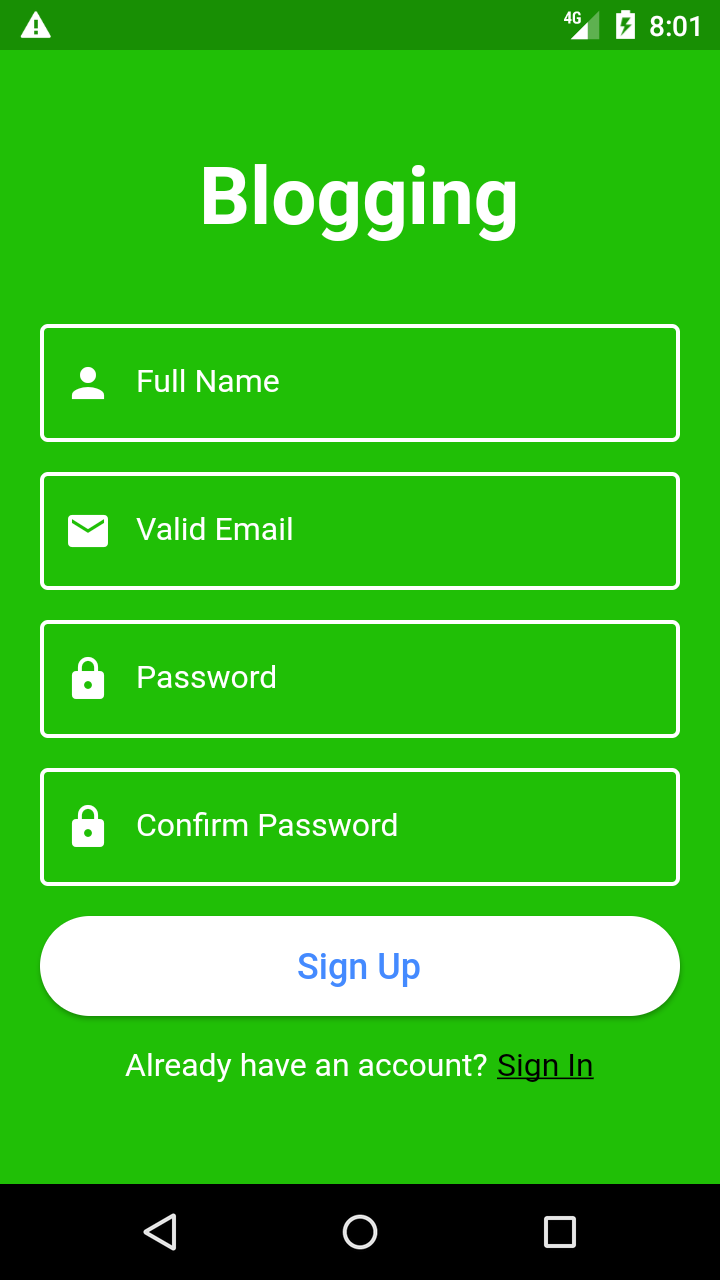 4G 8:01
Blogging
Full Name
Valid Email
Password
Confirm Password
Sign Up
Already have an account? Sign In